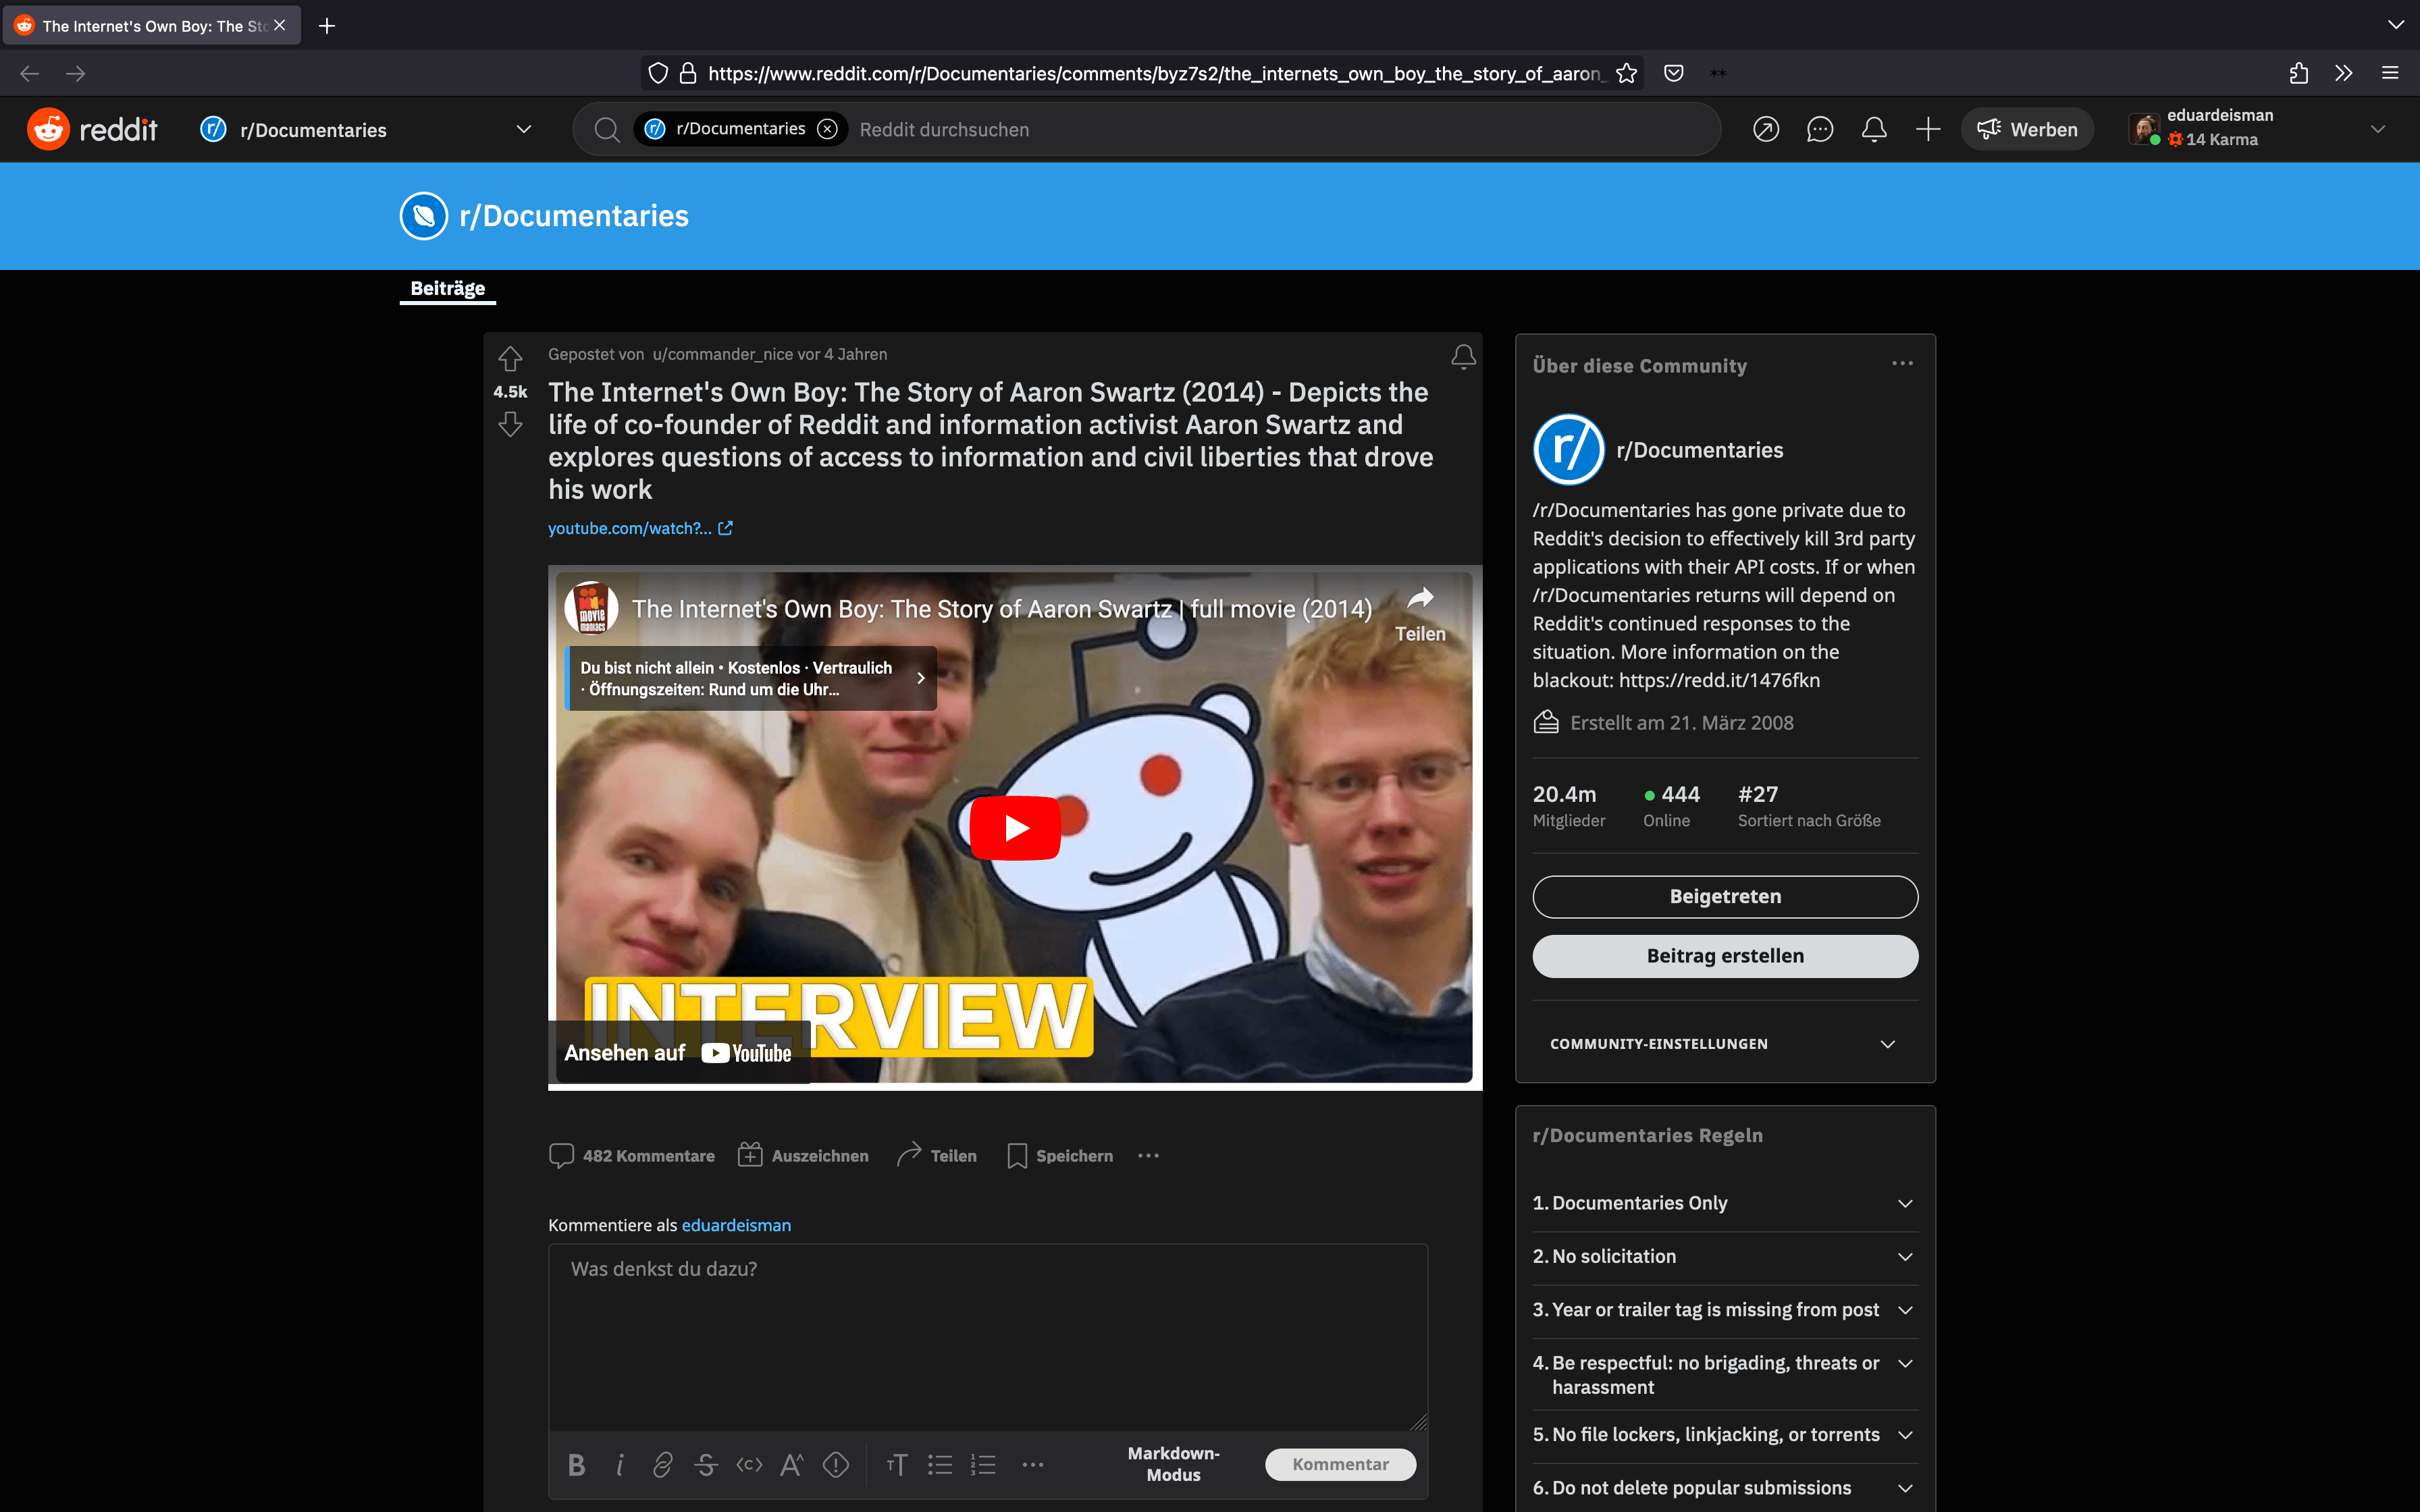 The Internet's Own Boy: The Sto
https://www.reddit.com/r/Documentaries/comments/byz7s2/the_internets_own_boy_the_story_of_aaron_
reddit
r/Documentaries
r/Documentaries
Reddit durchsuchen
Werben
eduardeisman
14 Karma
r/Documentaries
Beiträge
Gepostet von u/commander_nice vor 4 Jahren
4.5k
The Internet's Own Boy: The Story of Aaron Swartz (2014) - Depicts the
life of co-founder of Reddit and information activist Aaron Swartz and
explores questions of access to information and civil liberties that drove
his work
youtube.com/watch?...
movie
maniacs
The Internet's Own Boy: The Story of Aaron Swartz | full movie (2014)
Teilen
Du bist nicht allein • Kostenlos · Vertraulich
· Öffnungszeiten: Rund um die Uhr...
INTERVIEW
Ansehen auf YouTube
482 Kommentare
Auszeichnen
Teilen
Speichern
Kommentiere als eduardeisman
Was denkst du dazu?
Markdown-
Modus
Kommentar
Über diese Community
r/
r/Documentaries
/r/Documentaries has gone private due to
Reddit's decision to effectively kill 3rd party
applications with their API costs. If or when
/r/Documentaries returns will depend on
Reddit's continued responses to the
situation. More information on the
blackout: https://redd.it/1476fkn
Erstellt am 21. März 2008
20.4m
Mitglieder
444
Online
#27
Sortiert nach Größe
Beigetreten
Beitrag erstellen
COMMUNITY-EINSTELLUNGEN
r/Documentaries Regeln
1. Documentaries Only
2. No solicitation
3. Year or trailer tag is missing from post
4. Be respectful: no brigading, threats or
harassment
5. No file lockers, linkjacking, or torrents
6. Do not delete popular submissions